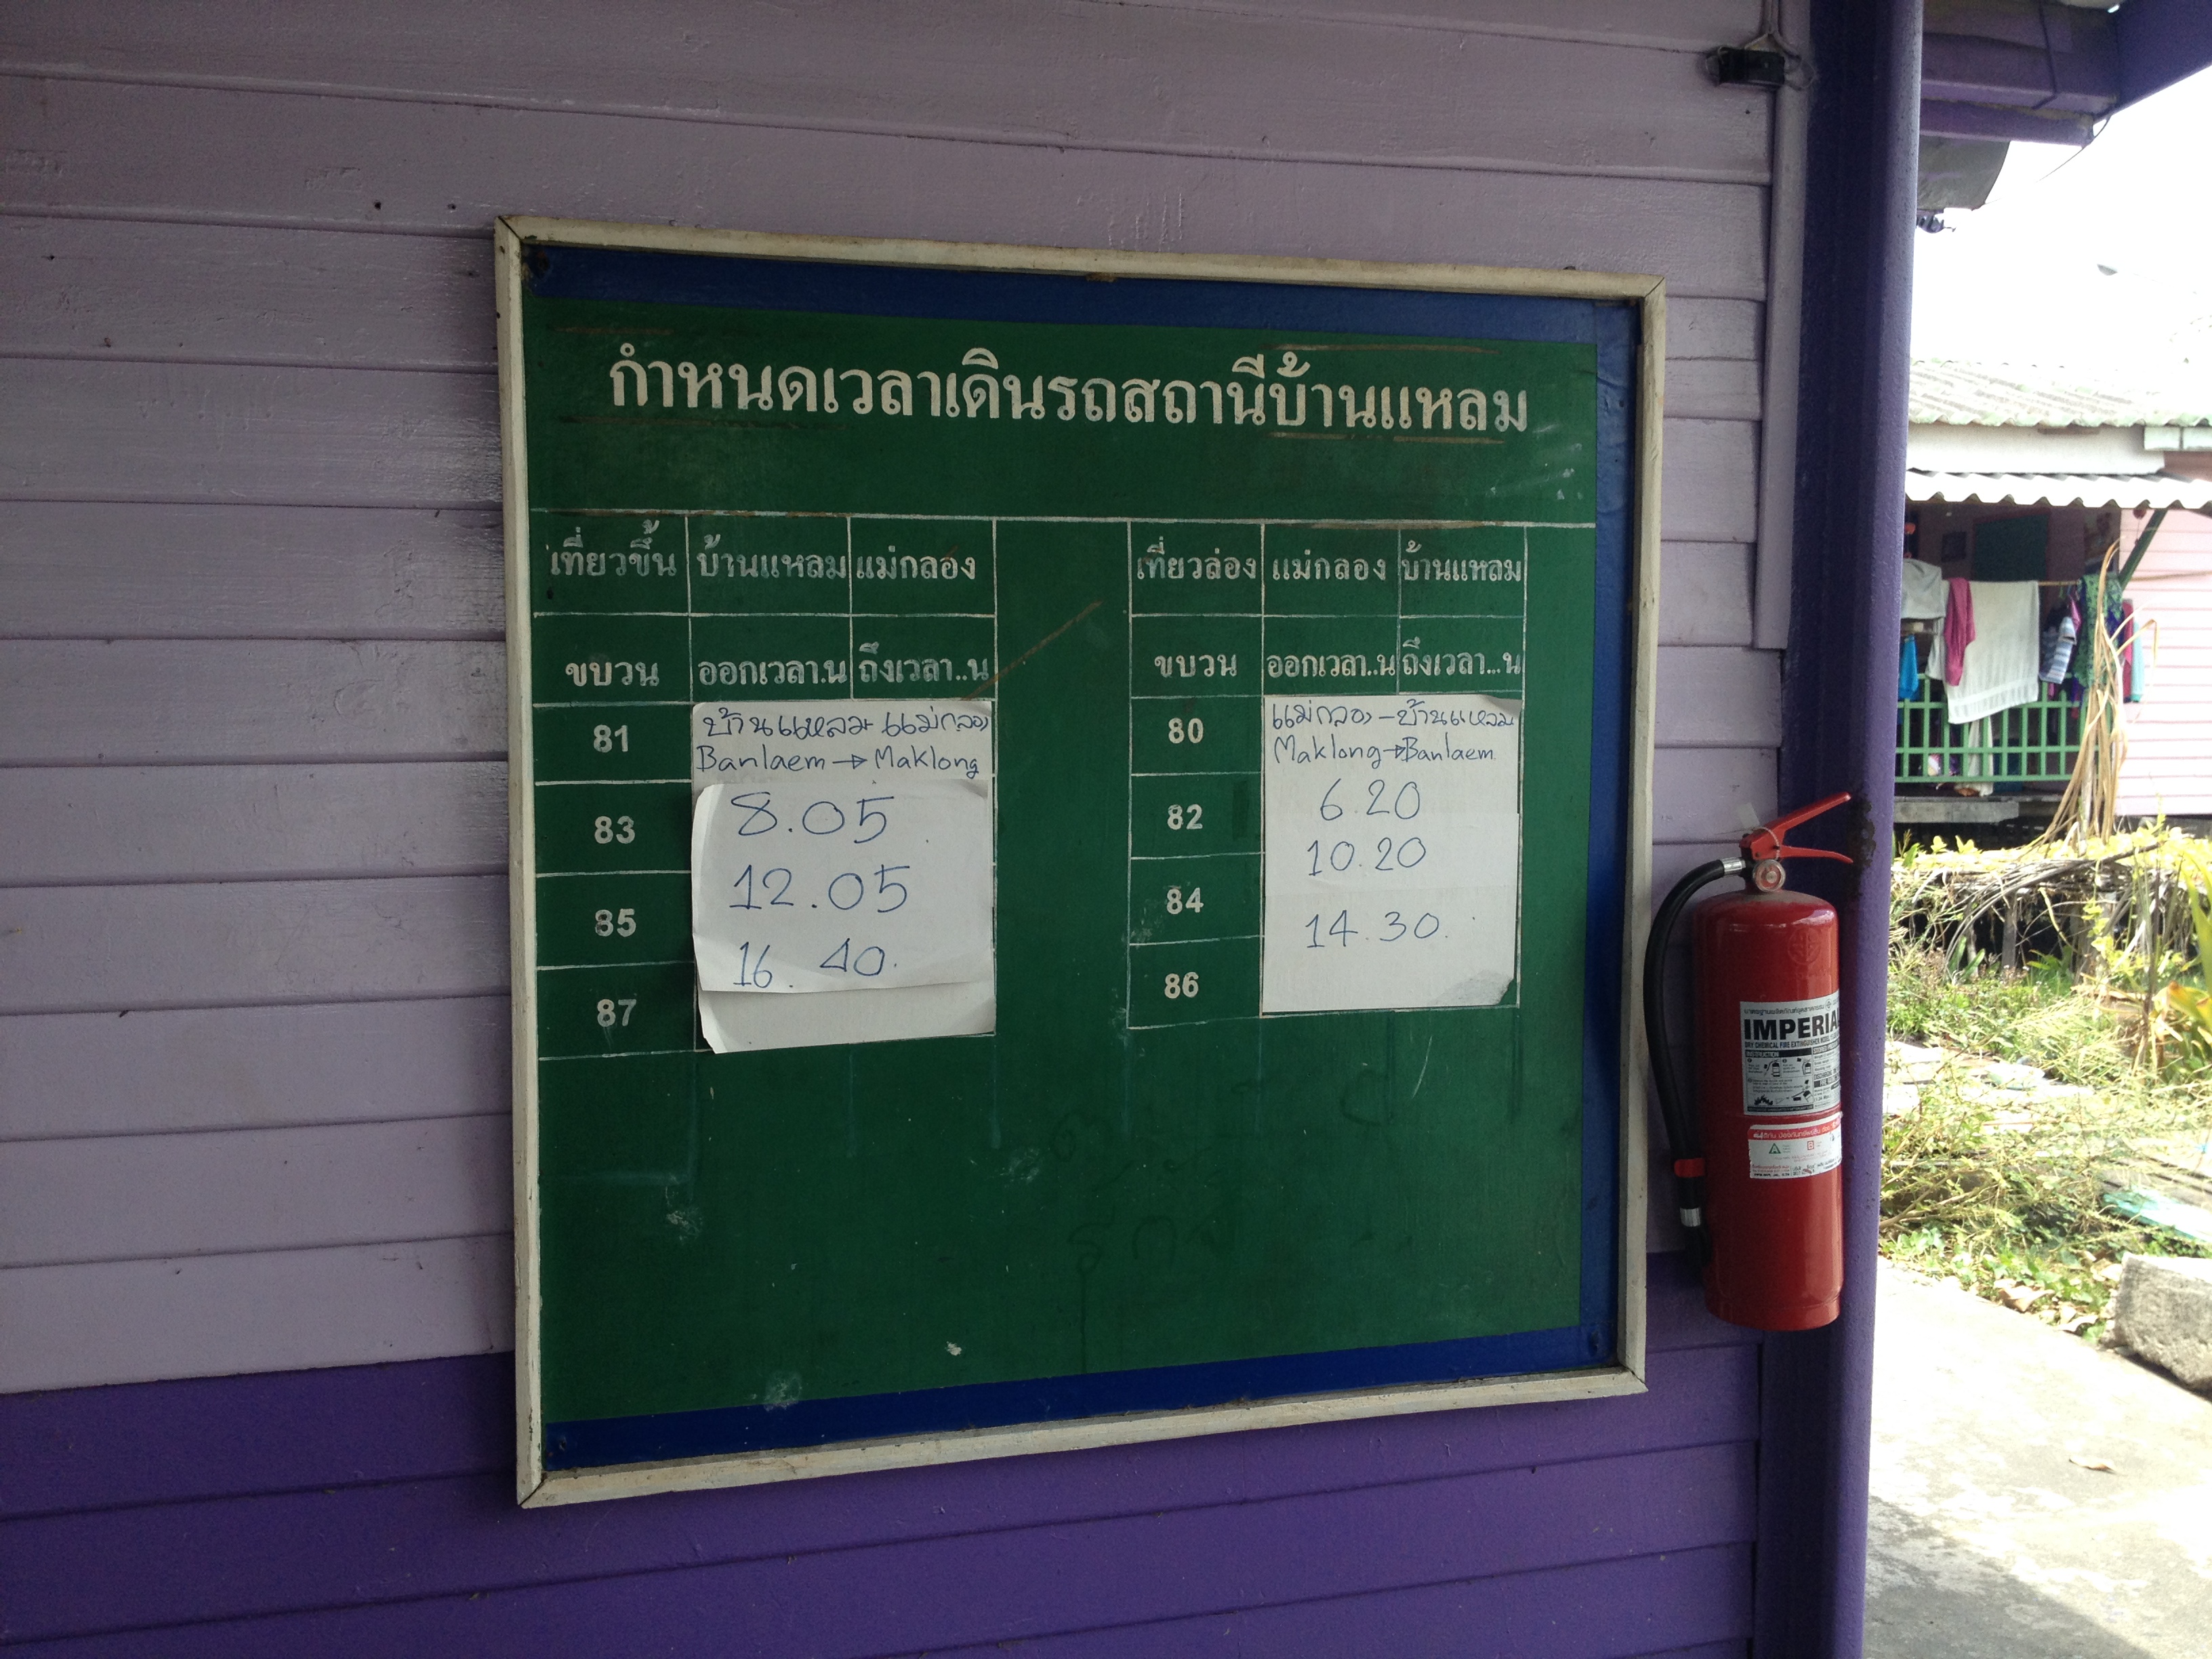 กำหนดเวลาเดินรถสถานีบ้านแหลม
เที่ยวขึ้น บ้านแหลม แม่กลอง
ขบวน ออกเวลา.น ถึงเวลา..น
81
83
85
87
บ้านแหลม แม่กลอง
Banlaem → Maklong
8.05
12.05
16.40.
เที่ยวล่อง แม่กลอง บ้านแหลม
ขบวน ออกเวลา..น ถึงเวลา...น
80
82
84
86
แม่กลอง - บ้านแหลม
Maklong → Banlaem
6.20
10.20
14.30.
IMPERIA
DRY CHEMICAL FIRE EXTINGUISHER